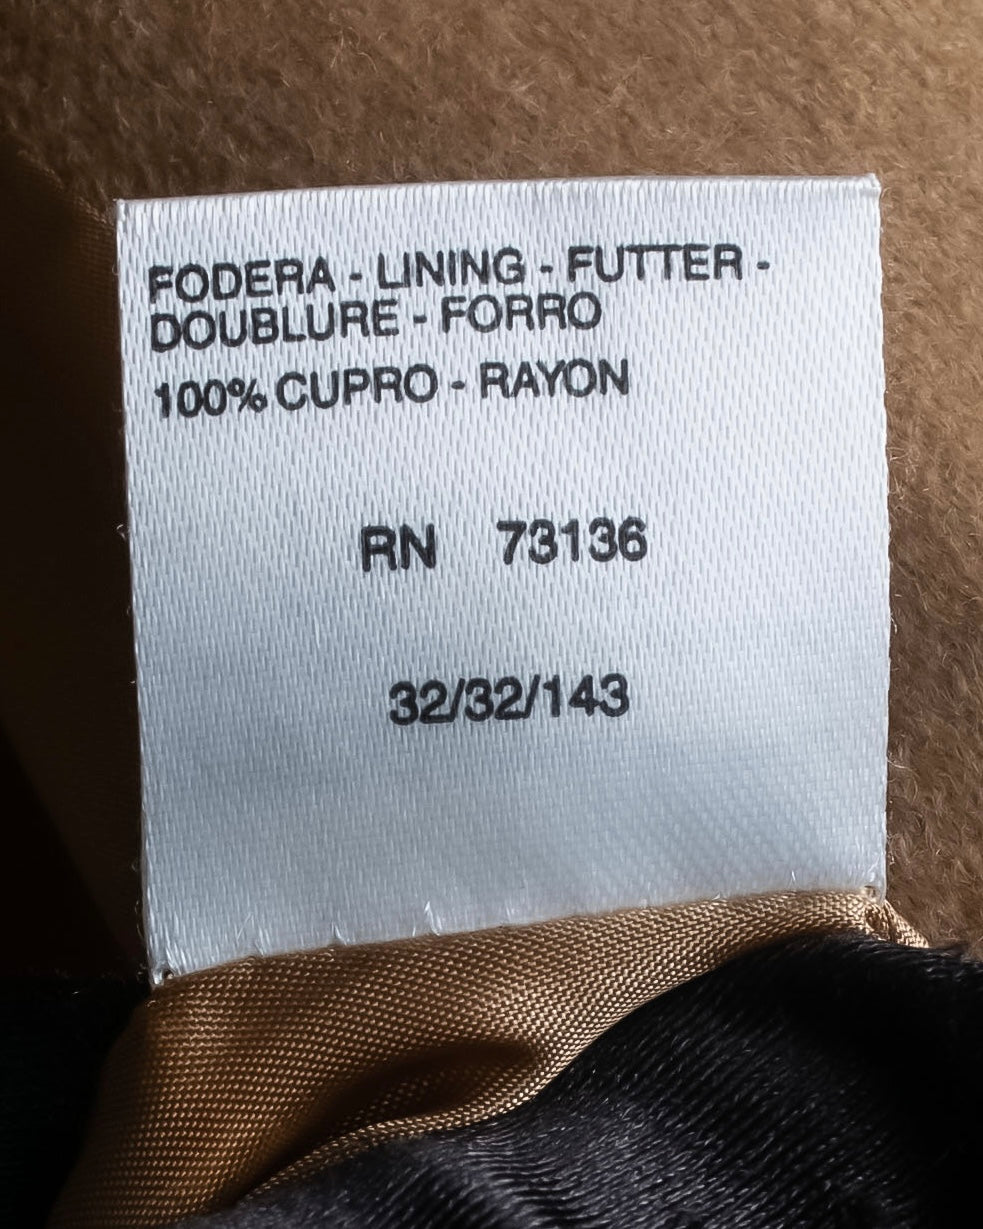 FODERA - LINING - FUTTER -
DOUBLURE - FORRO
100% CUPRO - RAYON
RN 73136
32/32/143